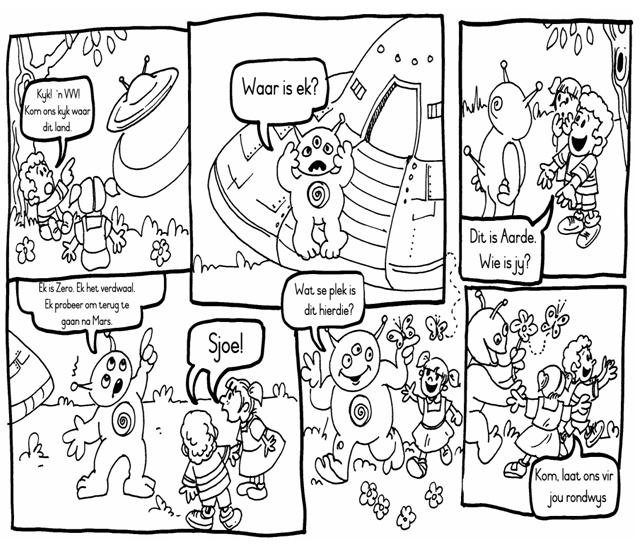 Kyk! 'n VVV!
Kom ons kyk waar
dit land.
Waar is ek?
Dit is Aarde.
Wie is jy?
Ek is Zero. Ek het verdwaal.
Ek probeer om terug te
gaan na Mars.
Sjoe!
Wat se plek is
dit hierdie?
Kom, laat ons vir
jou rondwys